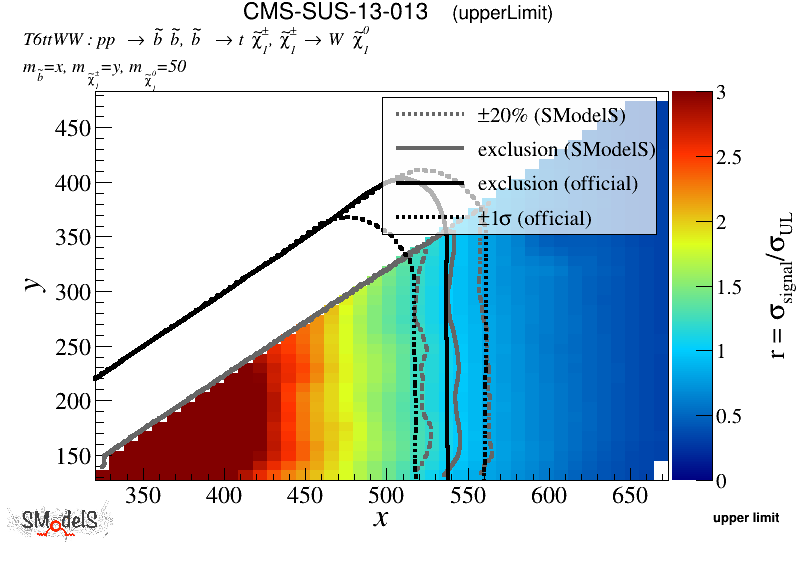 CMS-SUS-13-013 (upperLimit)
T6ttWW : pp → b̃ b̃, b̃ → t χ̃₁±, χ̃₁± → W χ̃₁⁰
m_b̃=x, m_χ̃₁±=y, m_χ̃₁⁰=50
±20% (SModelS)
exclusion (SModelS)
exclusion (official)
±1σ (official)
450
400
350
300
250
200
150
y
350 400 450 500 550 600 650
x
3
2.5
2
1.5
1
0.5
0
r = σ_signal/σ_UL
SModelS
upper limit